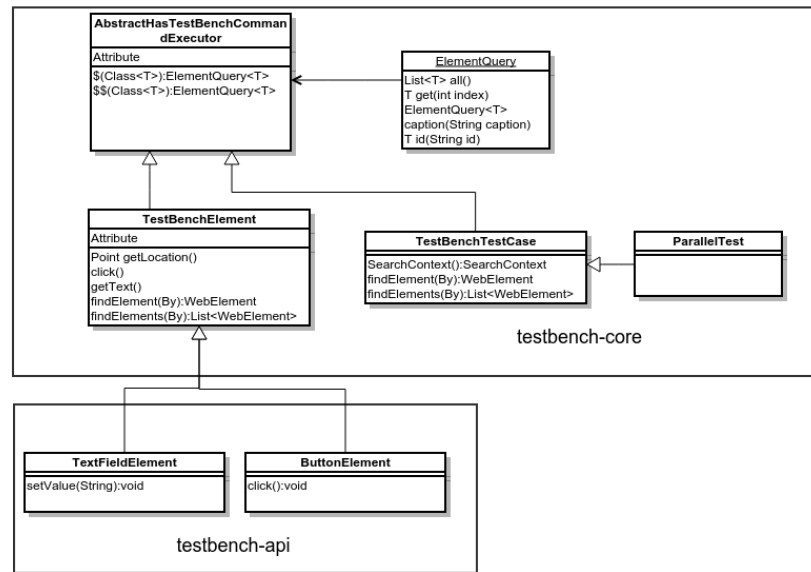 AbstractHasTestBenchComman
dExecutor
Attribute
$(Class<T>):ElementQuery<T>
$$(Class<T>):ElementQuery<T>
ElementQuery
List<T> all()
T get(int index)
ElementQuery<T>
caption(String caption)
T id(String id)
TestBenchElement
Attribute
Point getLocation()
click()
getText()
findElement(By):WebElement
findElements(By):List<WebElement>
TestBenchTestCase
SearchContext():SearchContext
findElement(By):WebElement
findElements(By):List<WebElement>
ParallelTest
testbench-core
TextFieldElement
setValue(String):void
ButtonElement
click():void
testbench-api